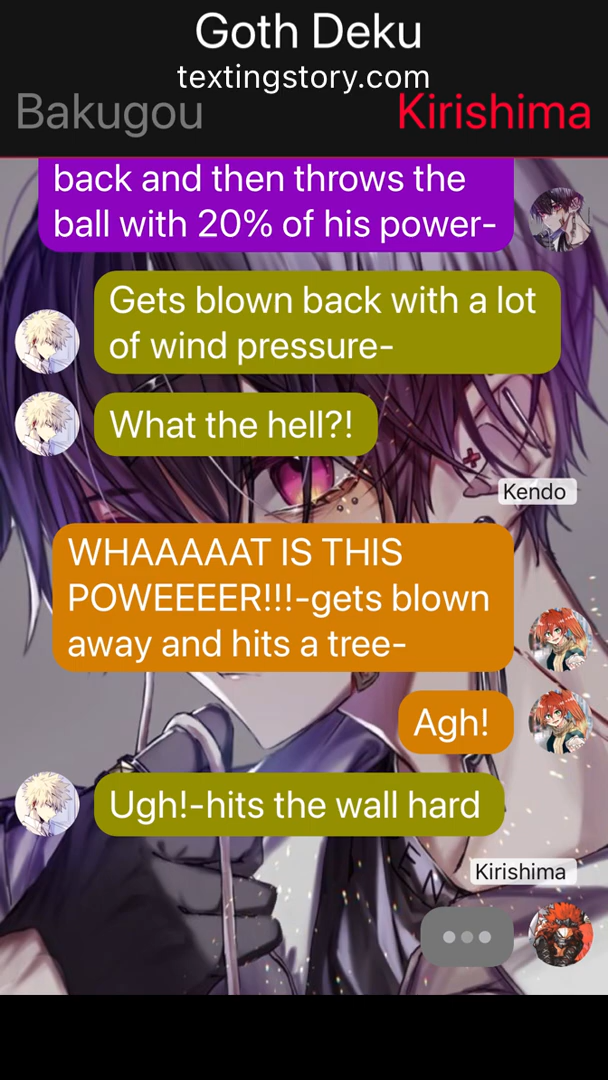 Goth Deku
textingstory.com
Bakugou
Kirishima
back and then throws the
ball with 20% of his power-
Gets blown back with a lot
of wind pressure-
What the hell?!
Kendo
WHAAAAAT IS THIS
POWEEEER!!!-gets blown
away and hits a tree-
Agh!
Ugh!-hits the wall hard
Kirishima